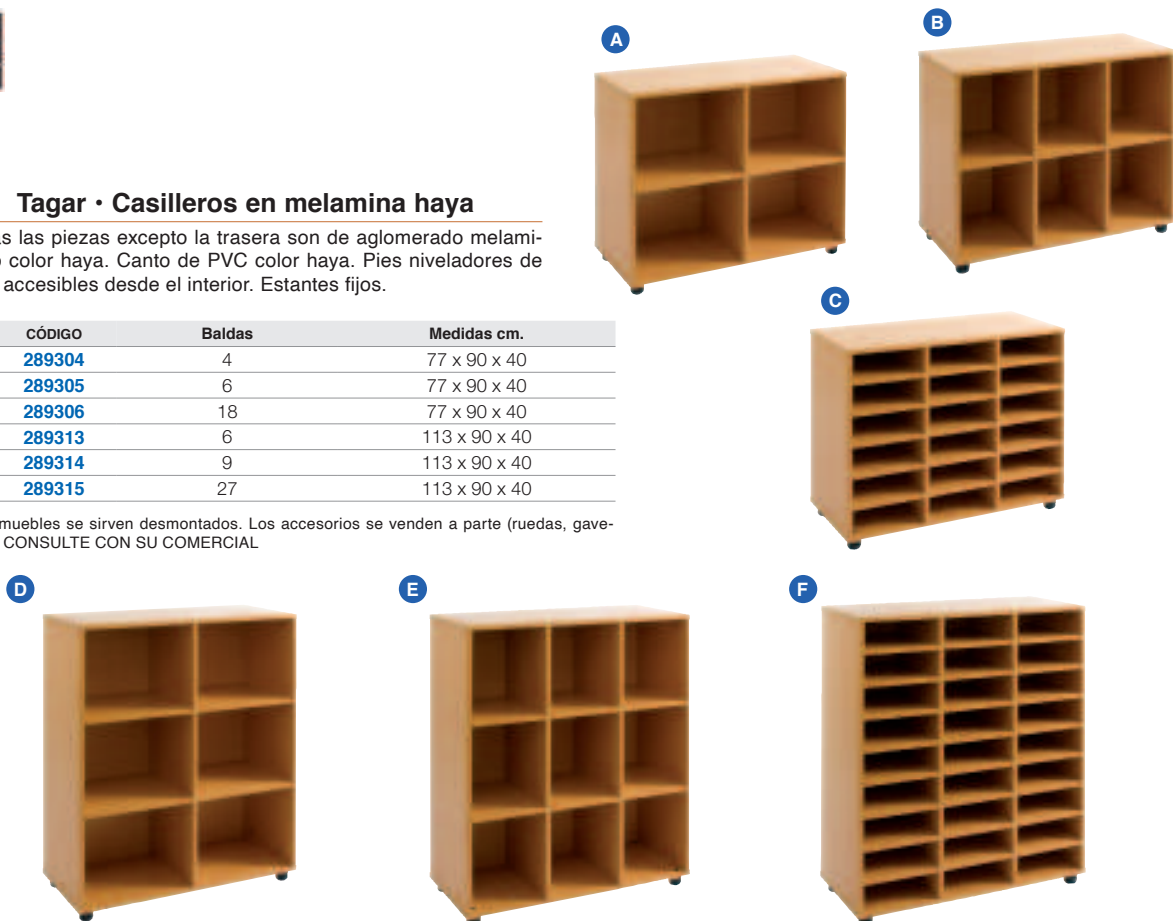 A
B
Tagar • Casilleros en melamina haya
las piezas excepto la trasera son de aglomerado melami-
color haya. Canto de PVC color haya. Pies niveladores de
accesibles desde el interior. Estantes fijos.
C
CÓDIGO Baldas Medidas cm.
289304 4 77 x 90 x 40
289305 6 77 x 90 x 40
289306 18 77 x 90 x 40
289313 6 113 x 90 x 40
289314 9 113 x 90 x 40
289315 27 113 x 90 x 40
muebles se sirven desmontados. Los accesorios se venden a parte (ruedas, gave-
CONSULTE CON SU COMERCIAL
D
E
F